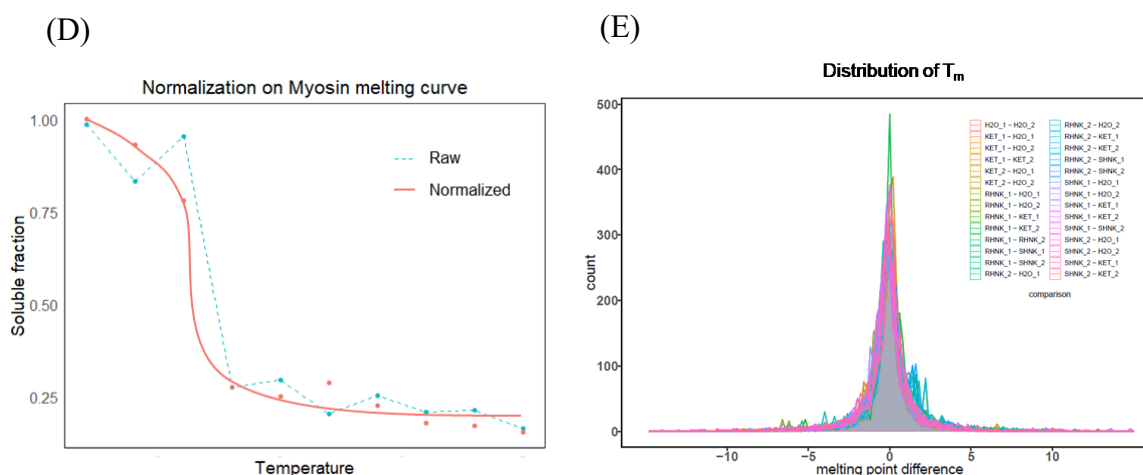 (D)
Normalization on Myosin melting curve
1.00
0.75
0.50
0.25
Soluble fraction
Raw
Normalized
Temperature
(E)
Distribution of Tm
500
400
300
200
100
0
count
H2O_1 – H2O_2
KET_1 – H2O_1
KET_1 – H2O_2
KET_1 – KET_2
KET_2 – H2O_1
KET_2 – H2O_2
RHNK_1 – H2O_1
RHNK_1 – H2O_2
RHNK_1 – KET_1
RHNK_1 – KET_2
RHNK_1 – RHNK_2
RHNK_1 – SHNK_1
RHNK_1 – SHNK_2
RHNK_2 – H2O_1
RHNK_2 – H2O_2
RHNK_2 – KET_1
RHNK_2 – KET_2
RHNK_2 – SHNK_1
RHNK_2 – SHNK_2
SHNK_1 – H2O_1
SHNK_1 – H2O_2
SHNK_1 – KET_1
SHNK_1 – KET_2
SHNK_1 – SHNK_2
SHNK_2 – H2O_1
SHNK_2 – H2O_2
SHNK_2 – KET_1
SHNK_2 – KET_2
comparison
−10
−5
0
5
10
melting point difference